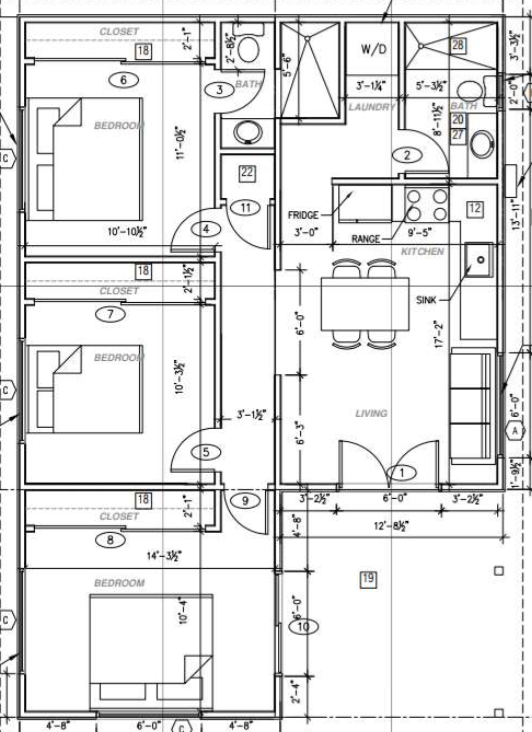 CLOSET
18
2'-1"
2'-8½"
BATH
3
6
BEDROOM
11'-0½"
10'-10½"
4
22
11
5'-6"
W/D
3'-1¼"
LAUNDRY
28
5'-3½"
BATH
8'-11½"
20
27
2
3'-3½"
2'-0"
13'-11"
FRIDGE
RANGE
3'-0"
9'-5"
12
KITCHEN
SINK
17'-2"
6'-0"
6'-3"
LIVING
1
6'-0"
A
1'-9½"
C
18
2'-1½"
CLOSET
7
BEDROOM
10'-3½"
3'-1½"
5
C
18
2'-1"
CLOSET
9
8
14'-3½"
BEDROOM
10'-4"
C
3'-2½"
6'-0"
3'-2½"
12'-8½"
4'-8"
6'-0"
10
2'-4"
19
4'-8"
6'-0"
4'-8"
C